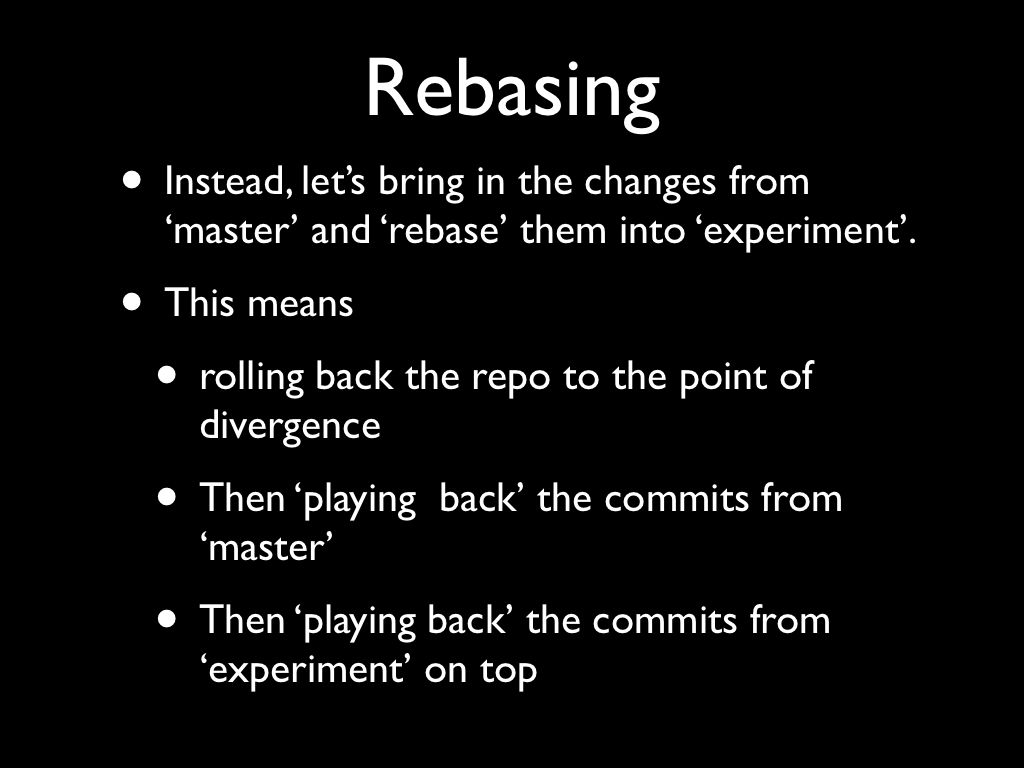 Rebasing
• Instead, let’s bring in the changes from
‘master’ and ‘rebase’ them into ‘experiment’.
• This means
• rolling back the repo to the point of
divergence
• Then ‘playing  back’ the commits from
‘master’
• Then ‘playing back’ the commits from
‘experiment’ on top